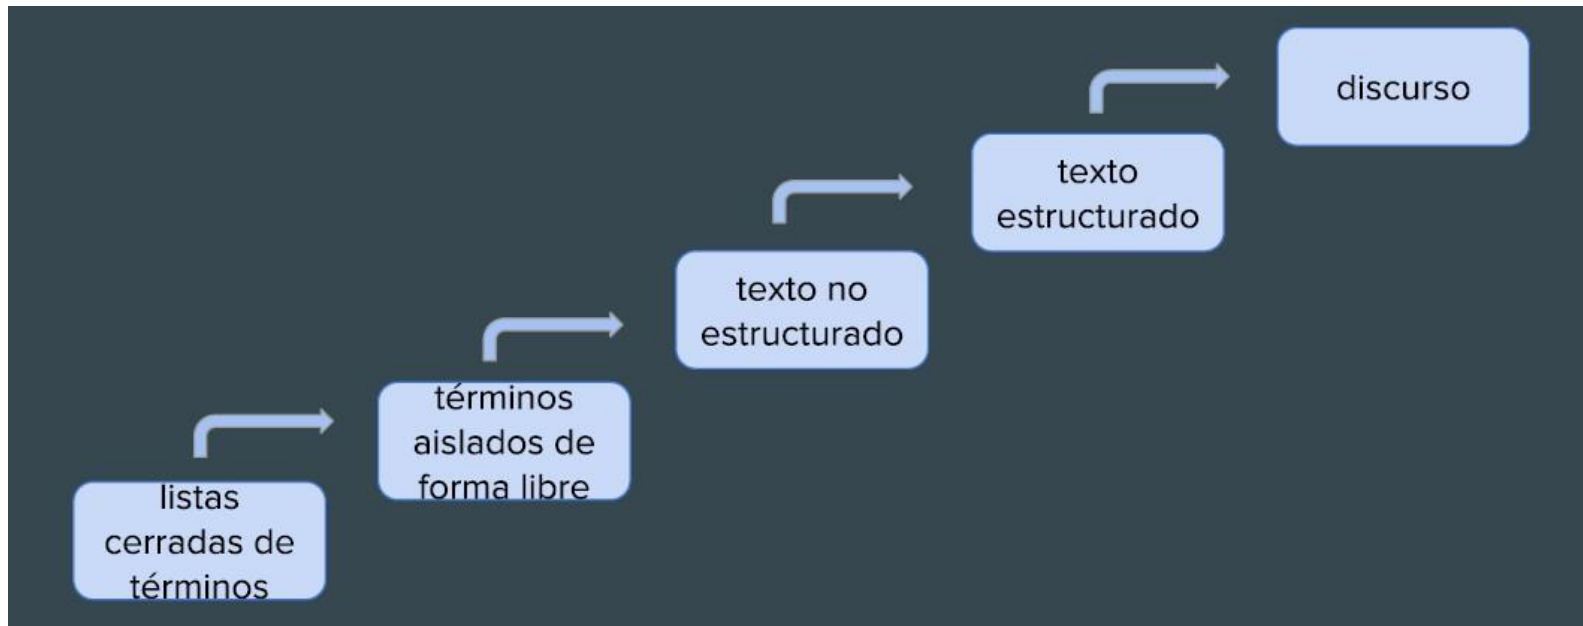 discurso
texto
estructurado
texto no
estructurado
términos
aislados de
forma libre
listas
cerradas de
términos